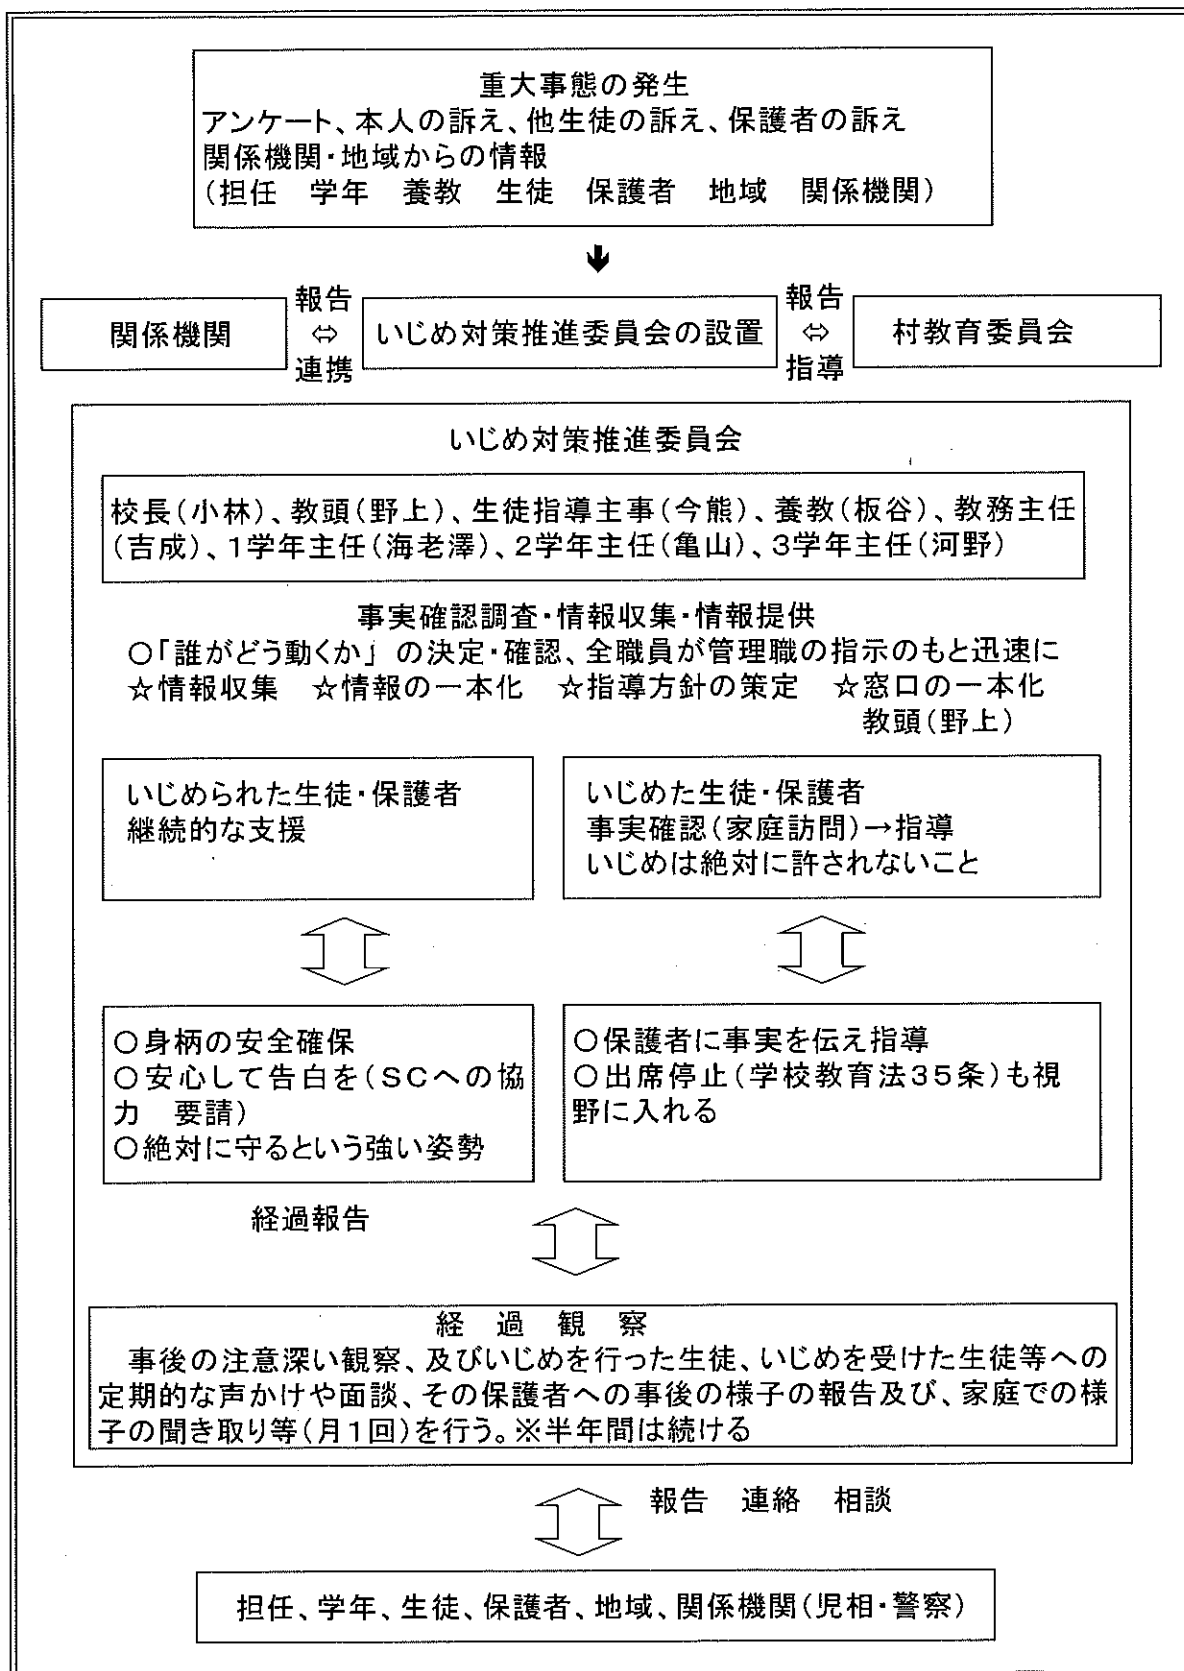 重大事態の発生
アンケート、本人の訴え、他生徒の訴え、保護者の訴え
関係機関・地域からの情報
(担任　学年　養教　生徒　保護者　地域　関係機関)
関係機関
報告
⇔
連携
いじめ対策推進委員会の設置
報告
⇔
指導
村教育委員会
いじめ対策推進委員会
校長(小林)、教頭(野上)、生徒指導主事(今熊)、養教(板谷)、教務主任
(吉成)、1学年主任(海老澤)、2学年主任(亀山)、3学年主任(河野)
事実確認調査・情報収集・情報提供
○「誰がどう動くか」の決定・確認、全職員が管理職の指示のもと迅速に
☆情報収集　☆情報の一本化　☆指導方針の策定　☆窓口の一本化
教頭(野上)
いじめられた生徒・保護者
継続的な支援
いじめた生徒・保護者
事実確認(家庭訪問)→指導
いじめは絶対に許されないこと
○身柄の安全確保
○安心して告白を(SCへの協
力　要請)
○絶対に守るという強い姿勢
○保護者に事実を伝え指導
○出席停止(学校教育法35条)も視
野に入れる
経過報告
経　過　観　察
事後の注意深い観察、及びいじめを行った生徒、いじめを受けた生徒等への
定期的な声かけや面談、その保護者への事後の様子の報告及び、家庭での様
子の聞き取り等(月1回)を行う。※半年間は続ける
報告　連絡　相談
担任、学年、生徒、保護者、地域、関係機関(児相・警察)